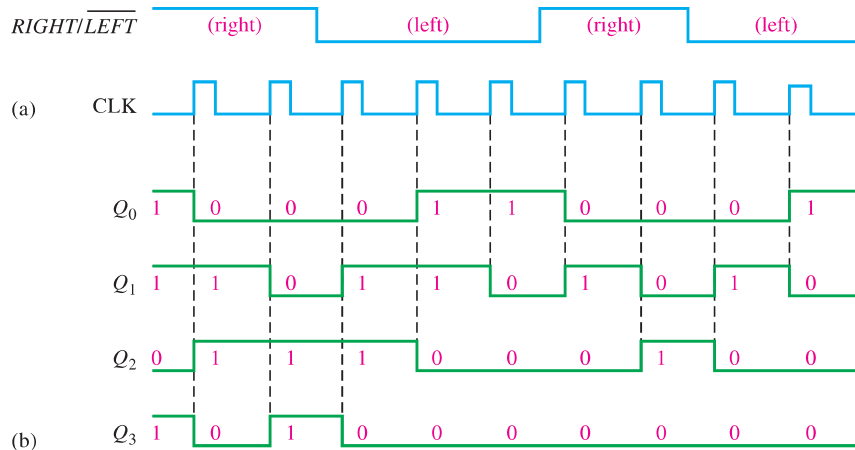 RIGHT/LEFT (right) (left) (right) (left)
(a) CLK
Q0 1 0 0 0 1 1 0 0 0 1
Q1 1 1 0 1 1 0 1 0 1 0
Q2 0 1 1 1 0 0 0 1 0 0
(b) Q3 1 0 1 0 0 0 0 0 0 0